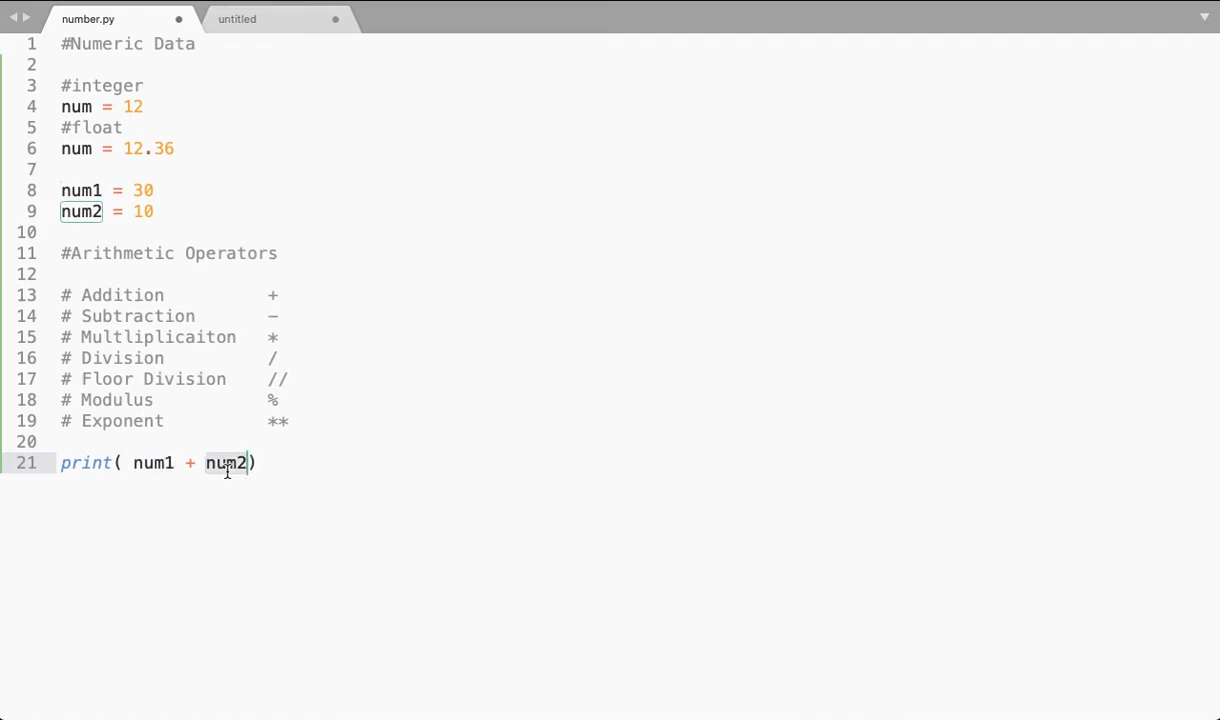 number.py
untitled
1 #Numeric Data
2
3 #integer
4 num = 12
5 #float
6 num = 12.36
7
8 num1 = 30
9 num2 = 10
10
11 #Arithmetic Operators
12
13 # Addition +
14 # Subtraction -
15 # Multliplicaiton *
16 # Division /
17 # Floor Division //
18 # Modulus %
19 # Exponent **
20
21 print( num1 + num2)